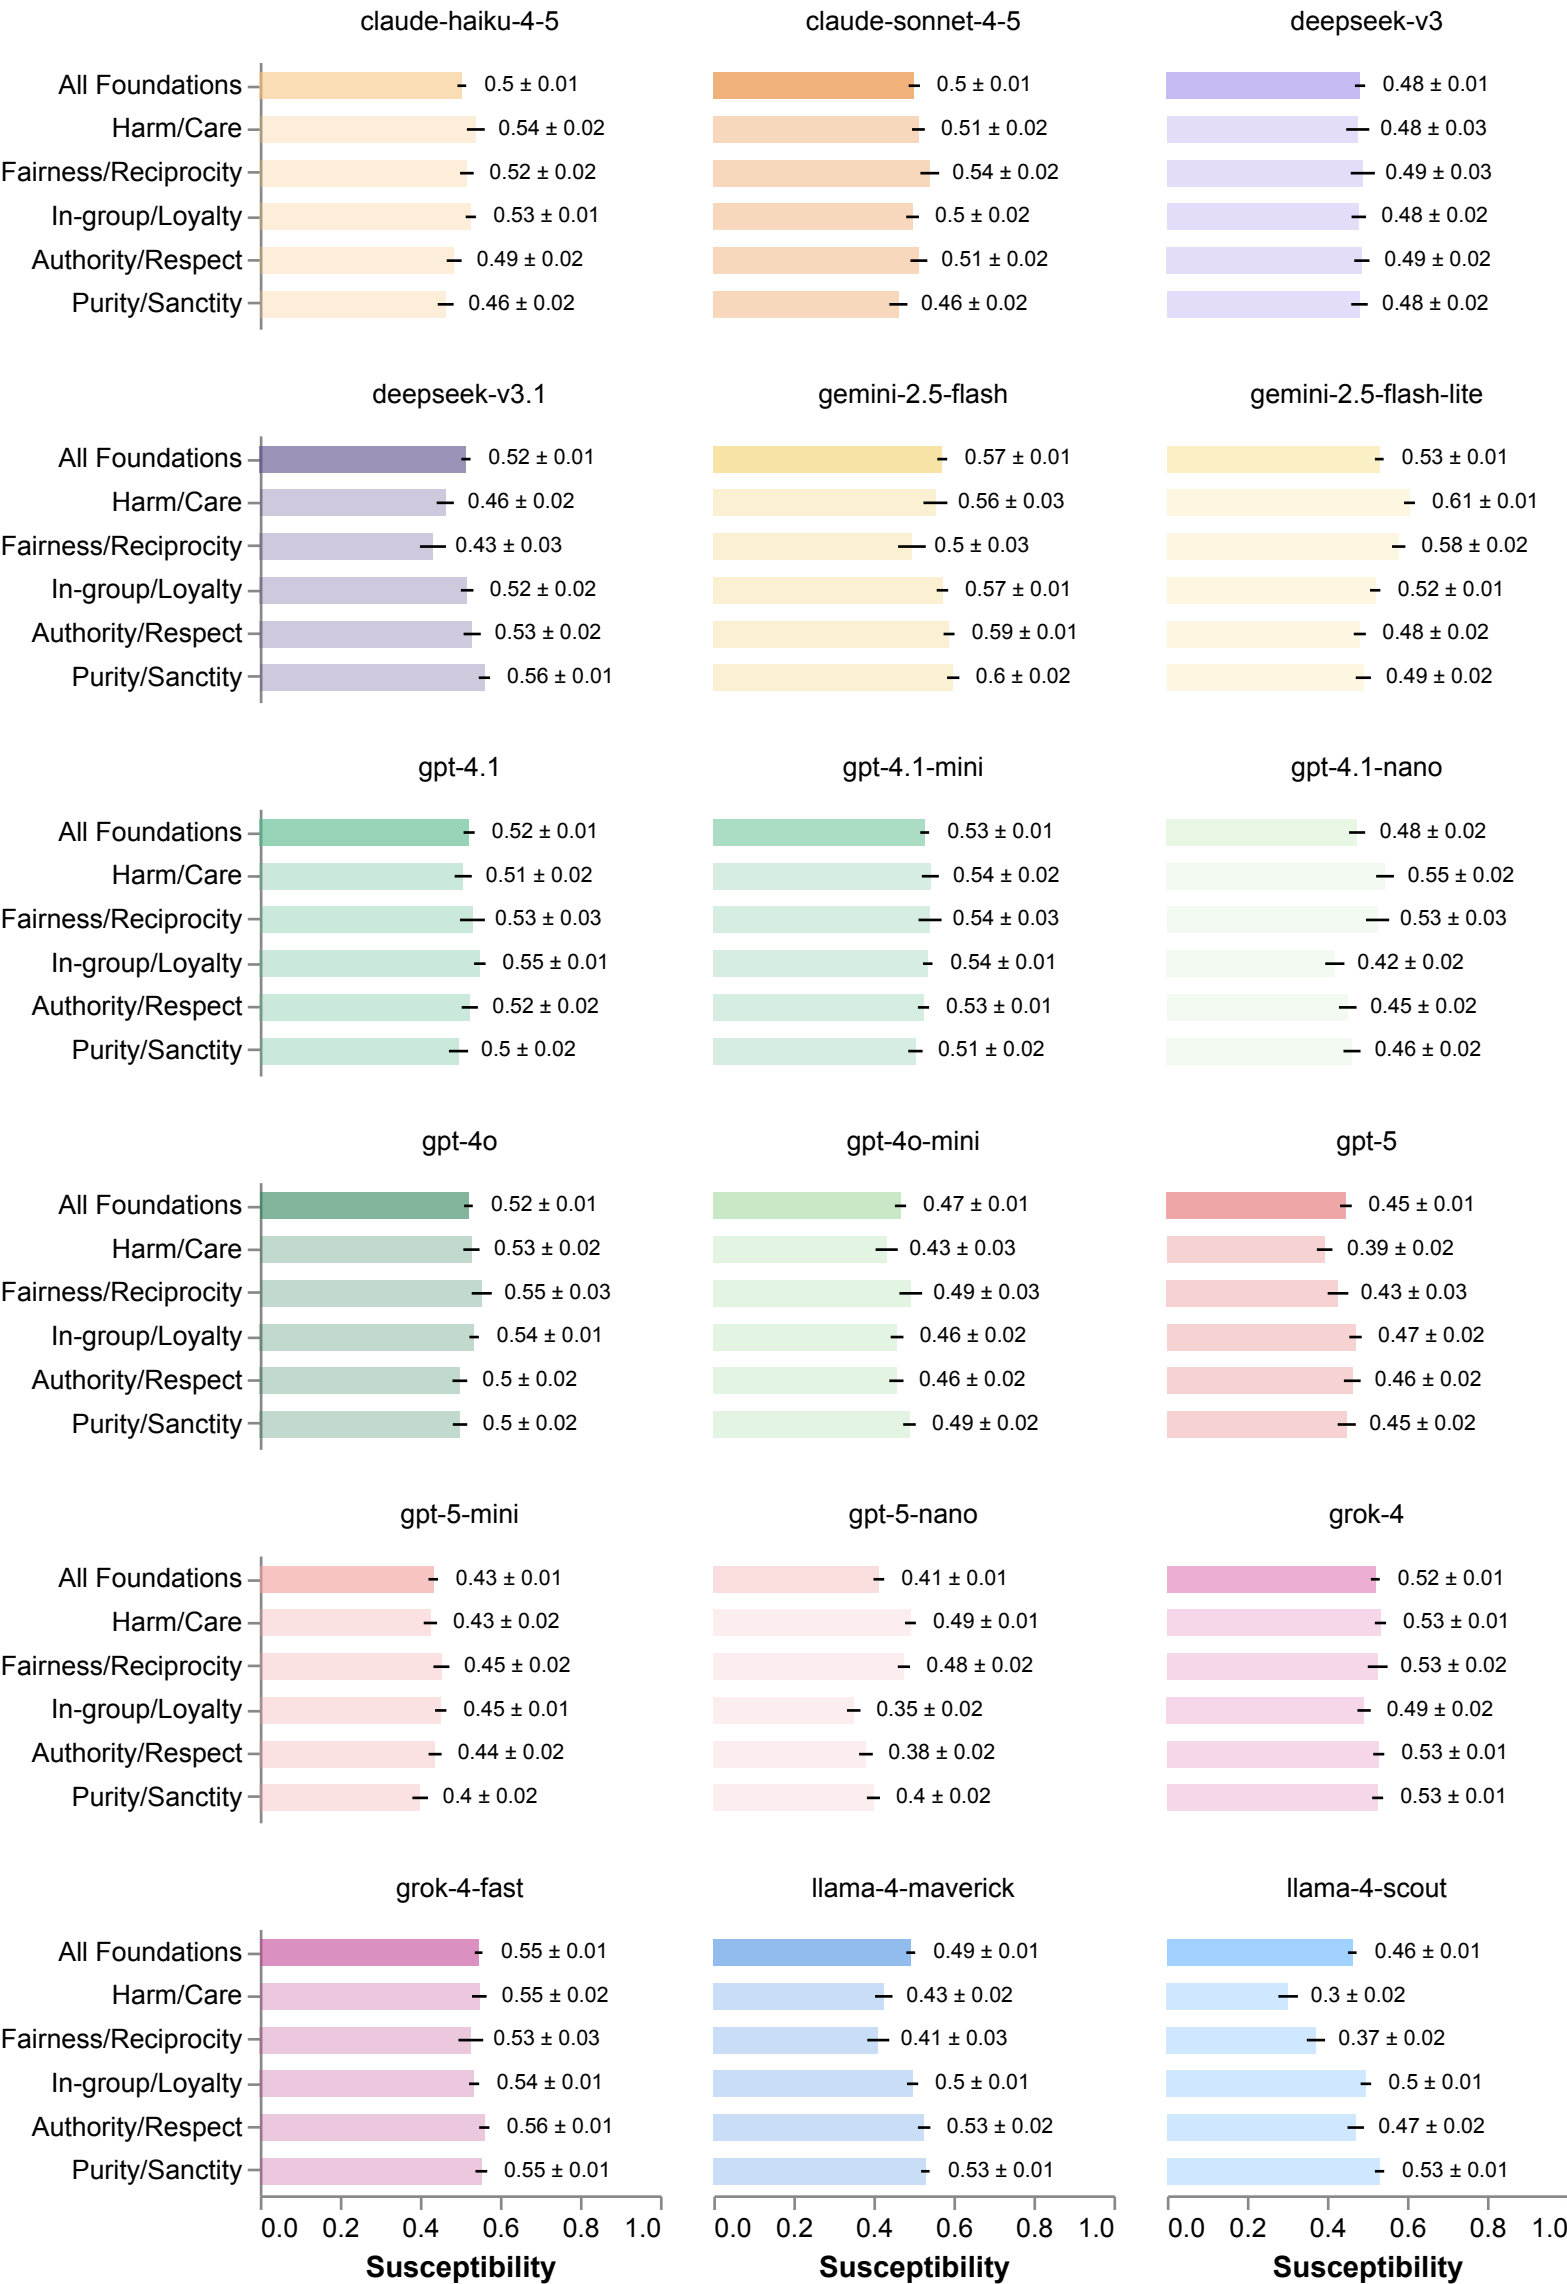 claude-haiku-4-5 claude-sonnet-4-5 deepseek-v3
All Foundations 0.5 ± 0.01 0.5 ± 0.01 0.48 ± 0.01
Harm/Care 0.54 ± 0.02 0.51 ± 0.02 0.48 ± 0.03
Fairness/Reciprocity 0.52 ± 0.02 0.54 ± 0.02 0.49 ± 0.03
In-group/Loyalty 0.53 ± 0.01 0.5 ± 0.02 0.48 ± 0.02
Authority/Respect 0.49 ± 0.02 0.51 ± 0.02 0.49 ± 0.02
Purity/Sanctity 0.46 ± 0.02 0.46 ± 0.02 0.48 ± 0.02
deepseek-v3.1 gemini-2.5-flash gemini-2.5-flash-lite
All Foundations 0.52 ± 0.01 0.57 ± 0.01 0.53 ± 0.01
Harm/Care 0.46 ± 0.02 0.56 ± 0.03 0.61 ± 0.01
Fairness/Reciprocity 0.43 ± 0.03 0.5 ± 0.03 0.58 ± 0.02
In-group/Loyalty 0.52 ± 0.02 0.57 ± 0.01 0.52 ± 0.01
Authority/Respect 0.53 ± 0.02 0.59 ± 0.01 0.48 ± 0.02
Purity/Sanctity 0.56 ± 0.01 0.6 ± 0.02 0.49 ± 0.02
gpt-4.1 gpt-4.1-mini gpt-4.1-nano
All Foundations 0.52 ± 0.01 0.53 ± 0.01 0.48 ± 0.02
Harm/Care 0.51 ± 0.02 0.54 ± 0.02 0.55 ± 0.02
Fairness/Reciprocity 0.53 ± 0.03 0.54 ± 0.03 0.53 ± 0.03
In-group/Loyalty 0.55 ± 0.01 0.54 ± 0.01 0.42 ± 0.02
Authority/Respect 0.52 ± 0.02 0.53 ± 0.01 0.45 ± 0.02
Purity/Sanctity 0.5 ± 0.02 0.51 ± 0.02 0.46 ± 0.02
gpt-4o gpt-4o-mini gpt-5
All Foundations 0.52 ± 0.01 0.47 ± 0.01 0.45 ± 0.01
Harm/Care 0.53 ± 0.02 0.43 ± 0.03 0.39 ± 0.02
Fairness/Reciprocity 0.55 ± 0.03 0.49 ± 0.03 0.43 ± 0.03
In-group/Loyalty 0.54 ± 0.01 0.46 ± 0.02 0.47 ± 0.02
Authority/Respect 0.5 ± 0.02 0.46 ± 0.02 0.46 ± 0.02
Purity/Sanctity 0.5 ± 0.02 0.49 ± 0.02 0.45 ± 0.02
gpt-5-mini gpt-5-nano grok-4
All Foundations 0.43 ± 0.01 0.41 ± 0.01 0.52 ± 0.01
Harm/Care 0.43 ± 0.02 0.49 ± 0.01 0.53 ± 0.01
Fairness/Reciprocity 0.45 ± 0.02 0.48 ± 0.02 0.53 ± 0.02
In-group/Loyalty 0.45 ± 0.01 0.35 ± 0.02 0.49 ± 0.02
Authority/Respect 0.44 ± 0.02 0.38 ± 0.02 0.53 ± 0.01
Purity/Sanctity 0.4 ± 0.02 0.4 ± 0.02 0.53 ± 0.01
grok-4-fast llama-4-maverick llama-4-scout
All Foundations 0.55 ± 0.01 0.49 ± 0.01 0.46 ± 0.01
Harm/Care 0.55 ± 0.02 0.43 ± 0.02 0.3 ± 0.02
Fairness/Reciprocity 0.53 ± 0.03 0.41 ± 0.03 0.37 ± 0.02
In-group/Loyalty 0.54 ± 0.01 0.5 ± 0.01 0.5 ± 0.01
Authority/Respect 0.56 ± 0.01 0.53 ± 0.02 0.47 ± 0.02
Purity/Sanctity 0.55 ± 0.01 0.53 ± 0.01 0.53 ± 0.01
0.0 0.2 0.4 0.6 0.8 1.0 0.0 0.2 0.4 0.6 0.8 1.0 0.0 0.2 0.4 0.6 0.8 1.0
Susceptibility Susceptibility Susceptibility